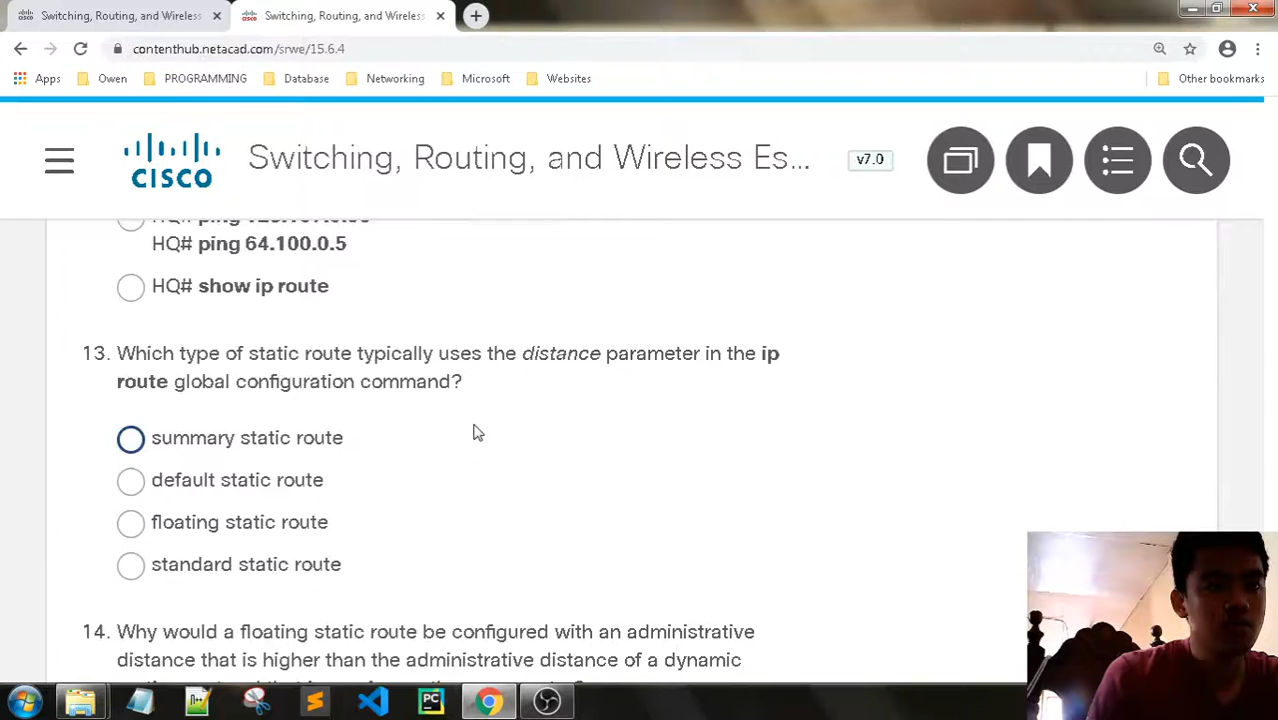 Switching, Routing, and Wireless
Switching, Routing, and Wireless
contenthub.netacad.com/srwe/15.6.4
Apps
Owen
PROGRAMMING
Database
Networking
Microsoft
Websites
Other bookmarks
CISCO
Switching, Routing, and Wireless Es...
v7.0
HQ# ping
HQ# ping 64.100.0.5
HQ# show ip route
13. Which type of static route typically uses the distance parameter in the ip
route global configuration command?
summary static route
default static route
floating static route
standard static route
14. Why would a floating static route be configured with an administrative
distance that is higher than the administrative distance of a dynamic
PC